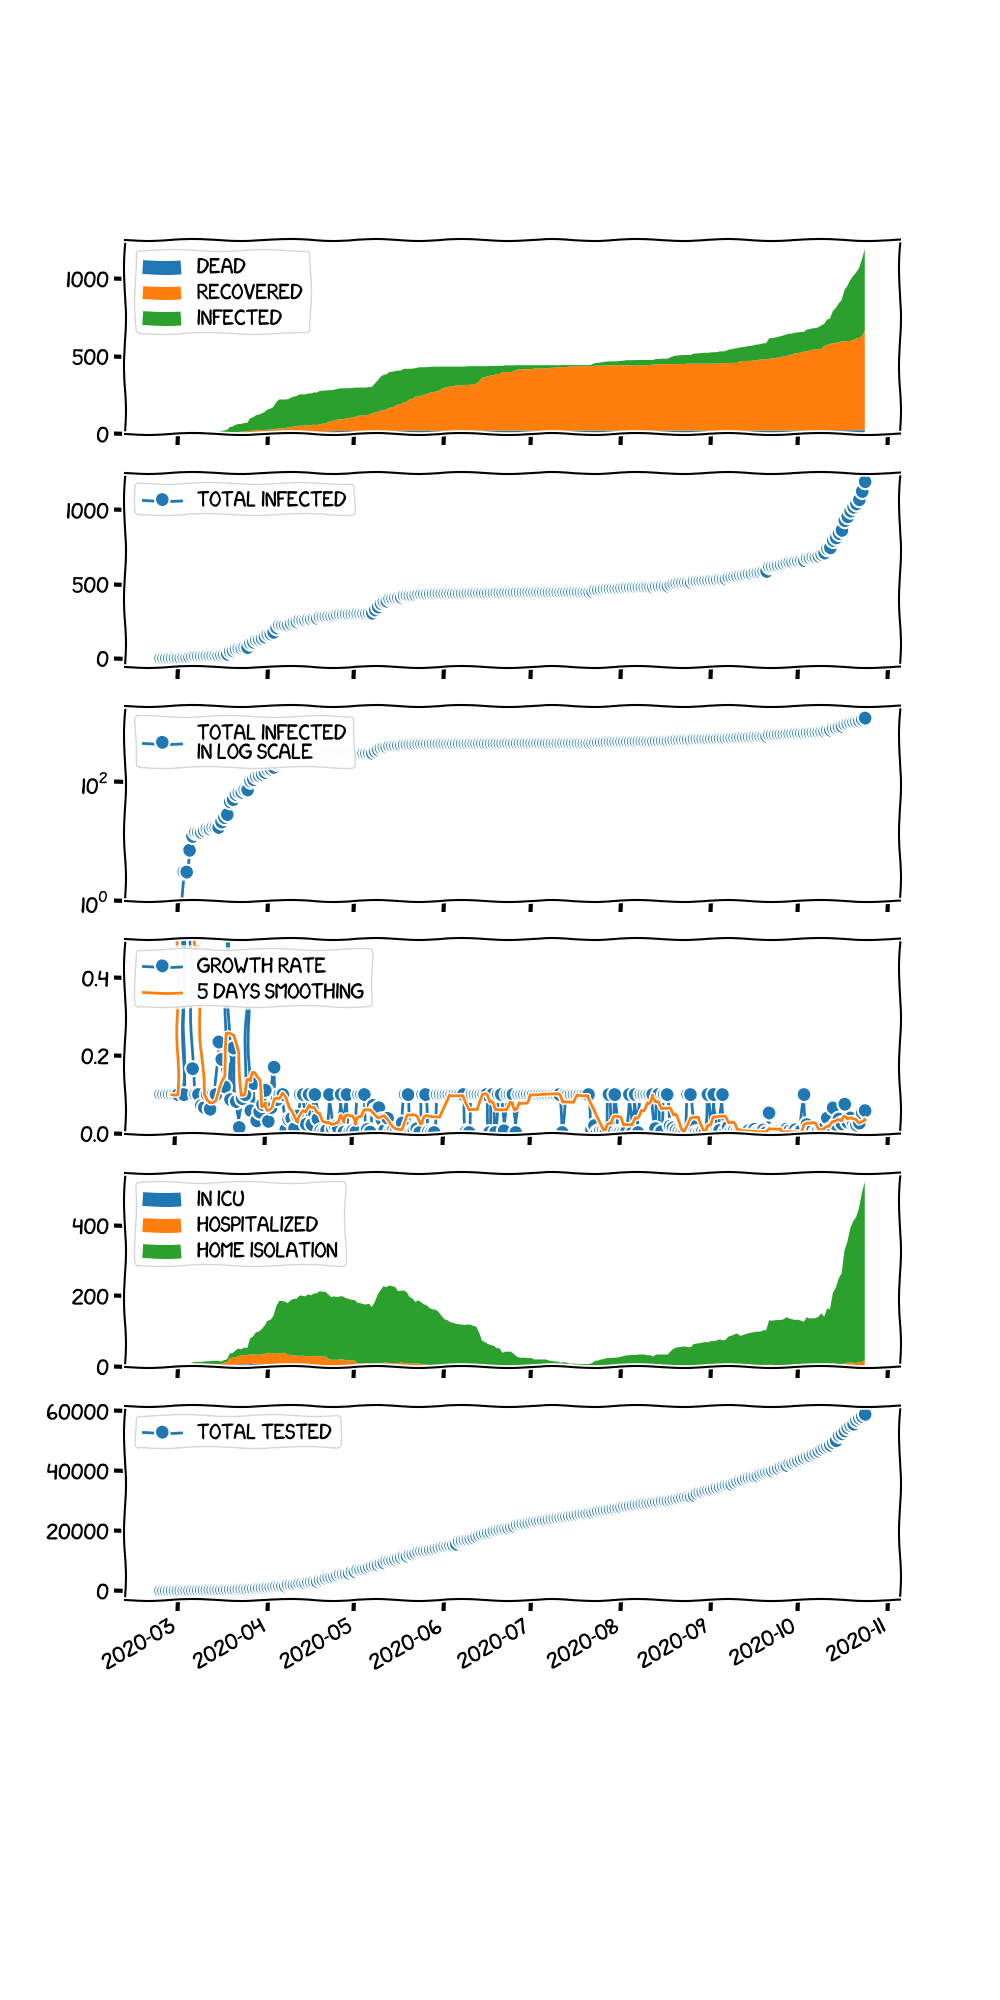 DEAD
RECOVERED
INFECTED
1000
500
0
TOTAL INFECTED
1000
500
0
TOTAL INFECTED
IN LOG SCALE
10²
10⁰
GROWTH RATE
5 DAYS SMOOTHING
0.4
0.2
0.0
IN ICU
HOSPITALIZED
HOME ISOLATION
400
200
0
TOTAL TESTED
60000
40000
20000
0
2020-03
2020-04
2020-05
2020-06
2020-07
2020-08
2020-09
2020-10
2020-11